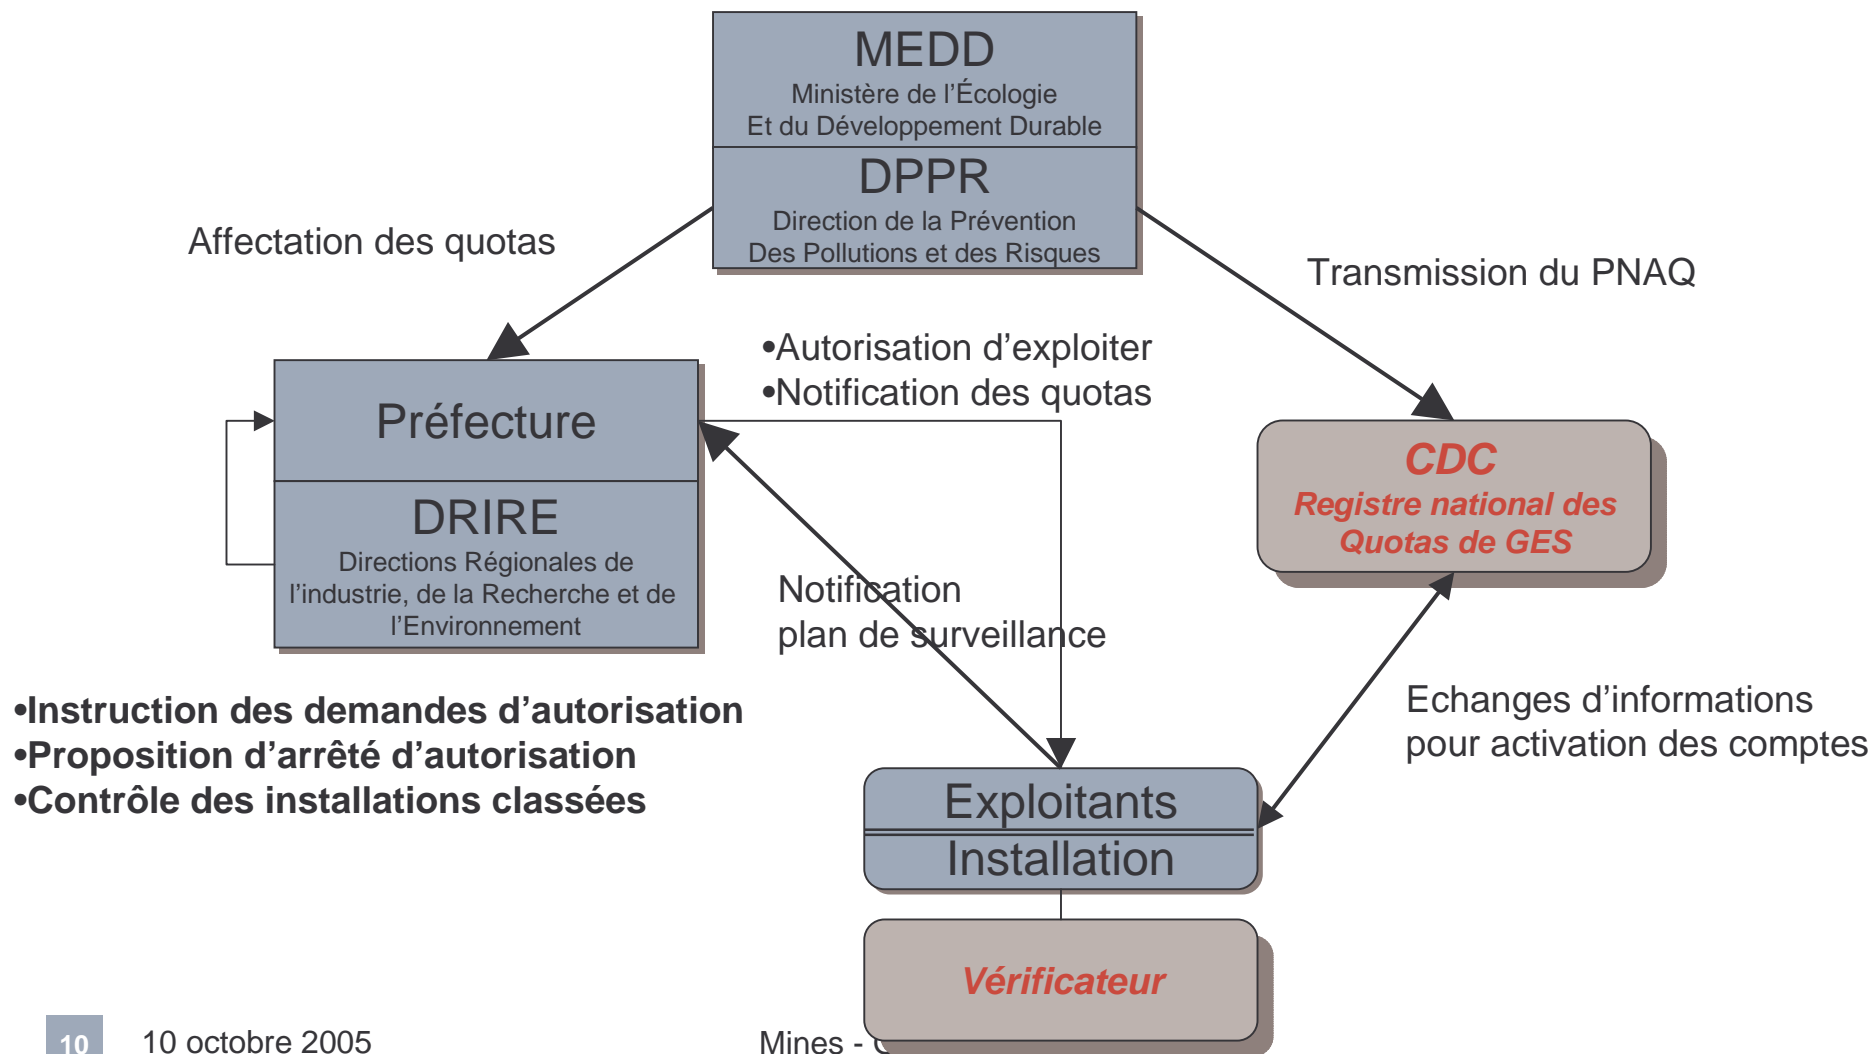 MEDD
Ministère de l'Écologie
Et du Développement Durable
DPPR
Direction de la Prévention
Des Pollutions et des Risques
Affectation des quotas
Transmission du PNAQ
•Autorisation d'exploiter
•Notification des quotas
Préfecture
DRIRE
Directions Régionales de
l'industrie, de la Recherche et de
l'Environnement
CDC
Registre national des
Quotas de GES
Notification
plan de surveillance
•Instruction des demandes d'autorisation
•Proposition d'arrêté d'autorisation
•Contrôle des installations classées
Echanges d'informations
pour activation des comptes
Exploitants
Installation
Vérificateur
10
10 octobre 2005
Mines -